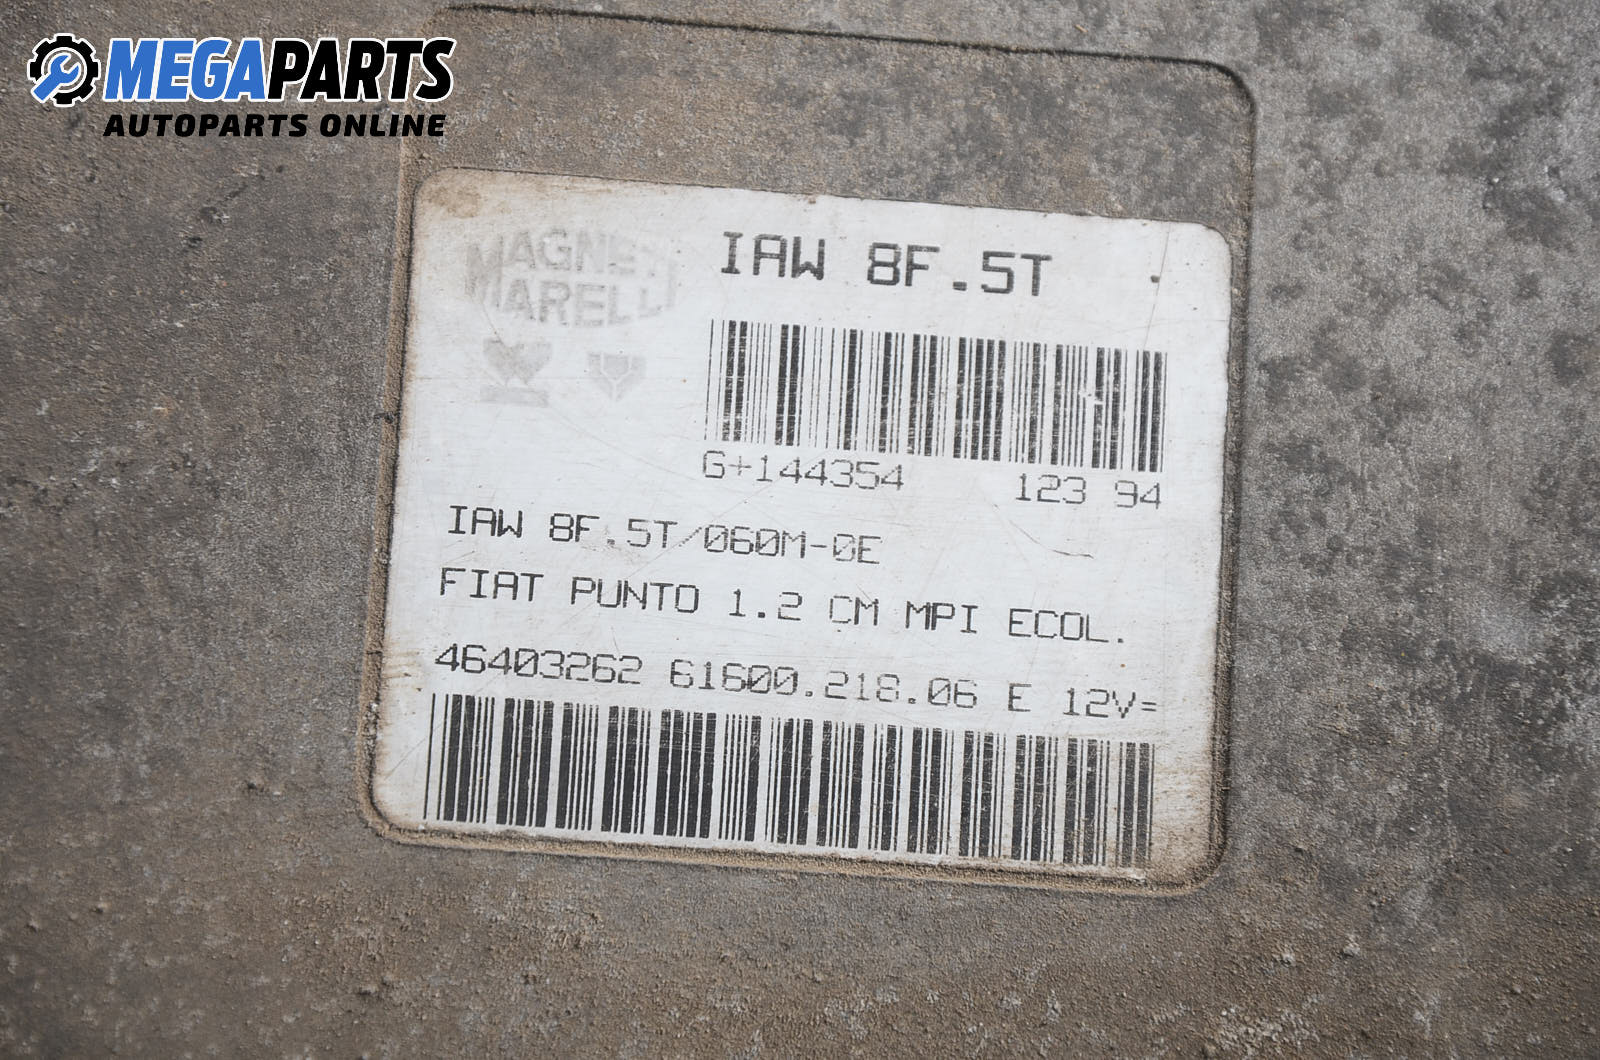 MEGAPARTS
AUTOPARTS ONLINE
MAGNETI
MARELLI
IAW 8F.5T
G+144354 123 94
IAW 8F.5T/060M-0E
FIAT PUNTO 1.2 CM MPI ECOL.
46403262 61600.218.06 E 12V=